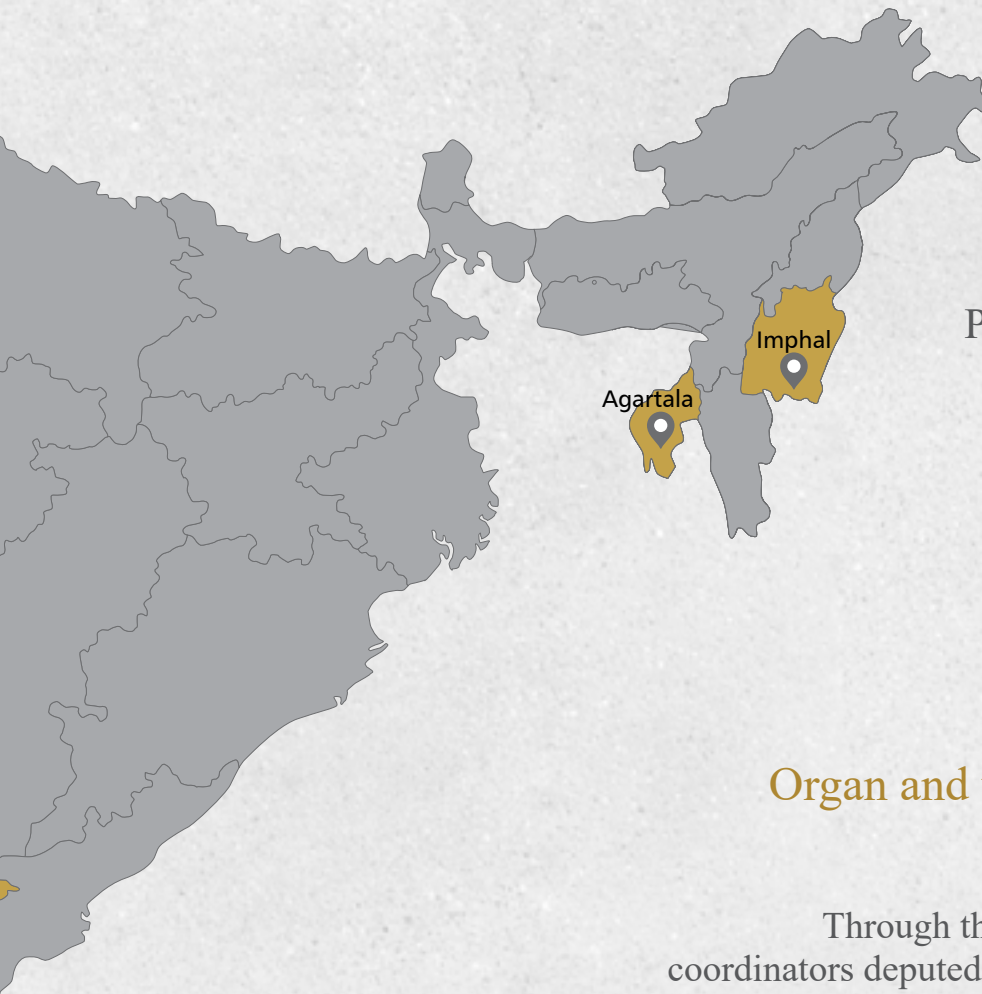 P
Imphal
Agartala
Organ and
Through th
coordinators deputed